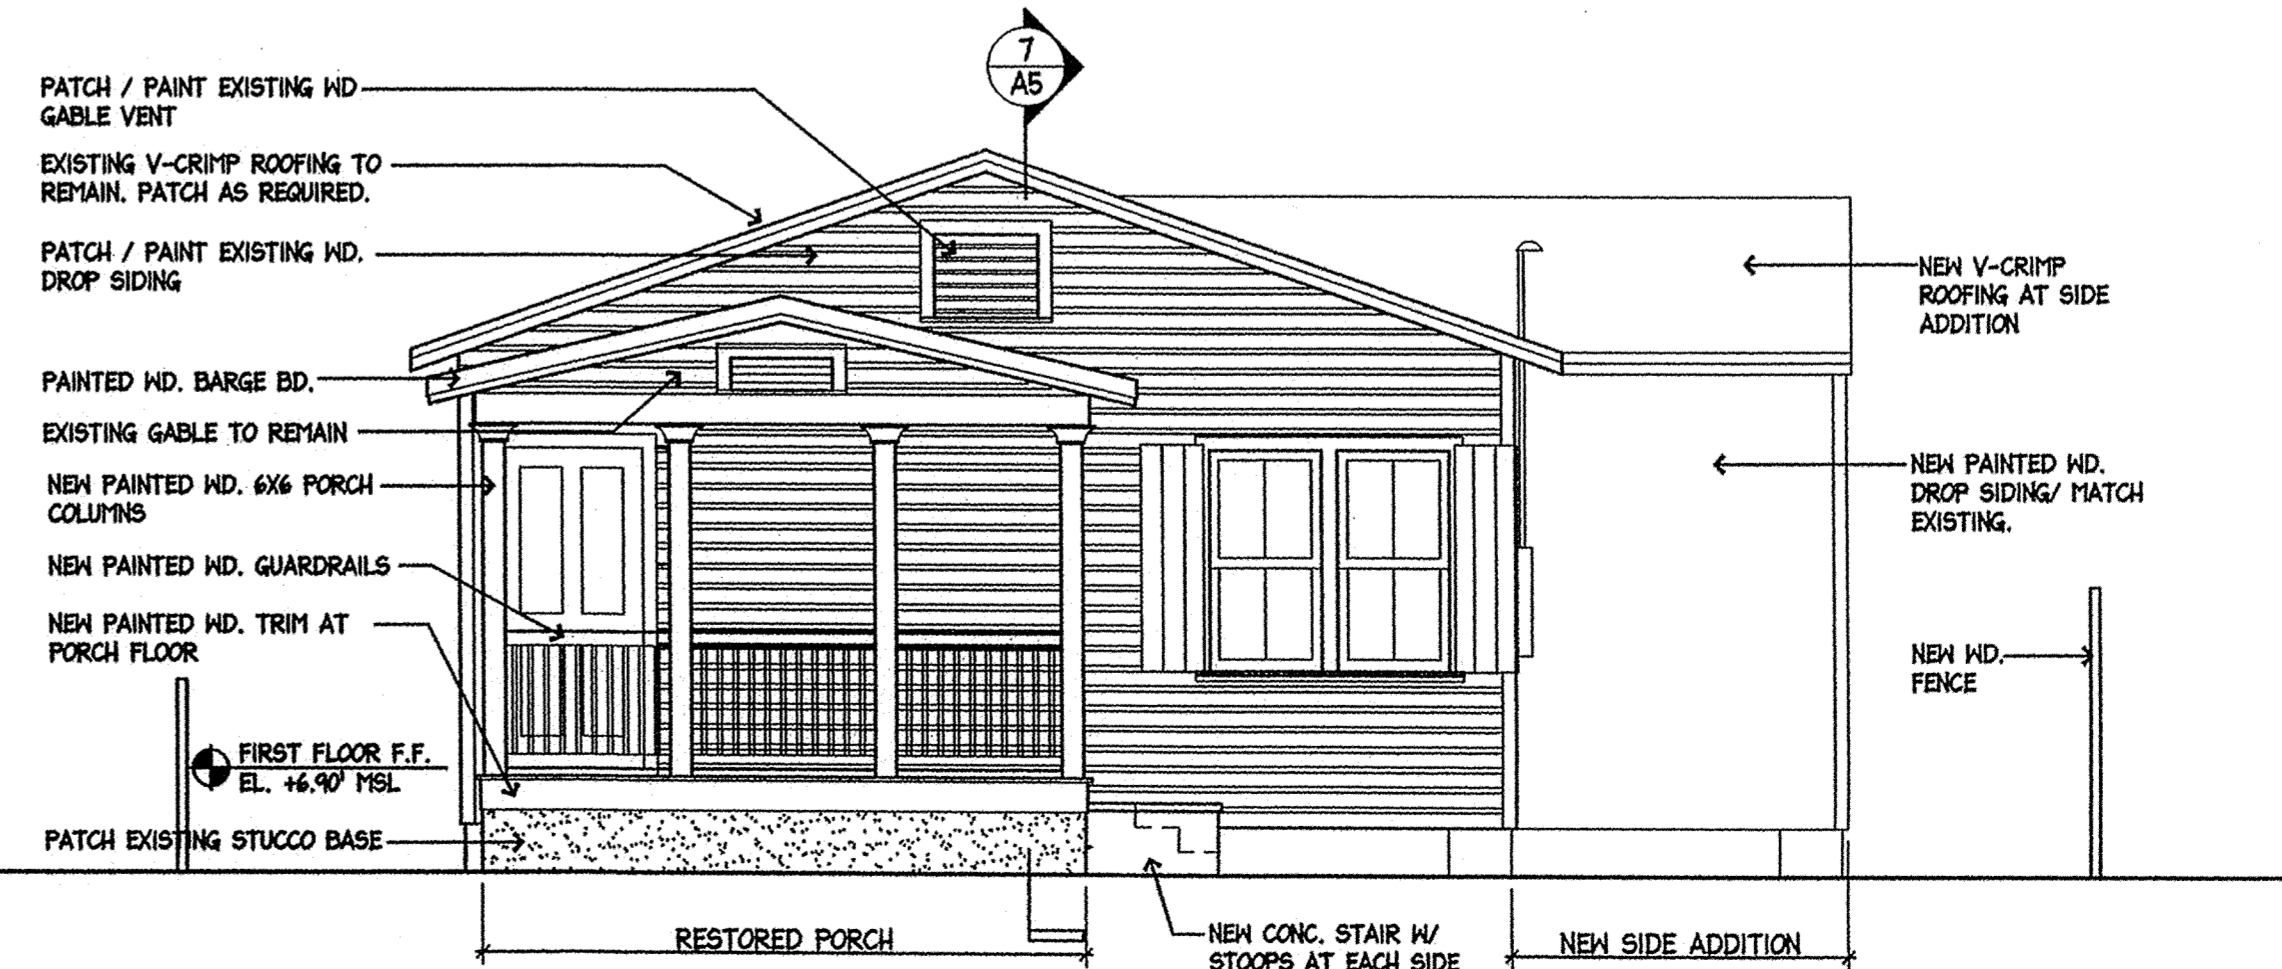 7
A5
PATCH / PAINT EXISTING WD
GABLE VENT
EXISTING V-CRIMP ROOFING TO
REMAIN. PATCH AS REQUIRED.
PATCH / PAINT EXISTING WD.
DROP SIDING
PAINTED WD. BARGE BD.
EXISTING GABLE TO REMAIN
NEW PAINTED WD. 6X6 PORCH
COLUMNS
NEW PAINTED WD. GUARDRAILS
NEW PAINTED WD. TRIM AT
PORCH FLOOR
FIRST FLOOR F.F.
EL. +6.90' MSL
PATCH EXISTING STUCCO BASE
RESTORED PORCH
NEW CONC. STAIR W/
STOOPS AT EACH SIDE
NEW SIDE ADDITION
NEW V-CRIMP
ROOFING AT SIDE
ADDITION
NEW PAINTED WD.
DROP SIDING/ MATCH
EXISTING.
NEW WD.
FENCE